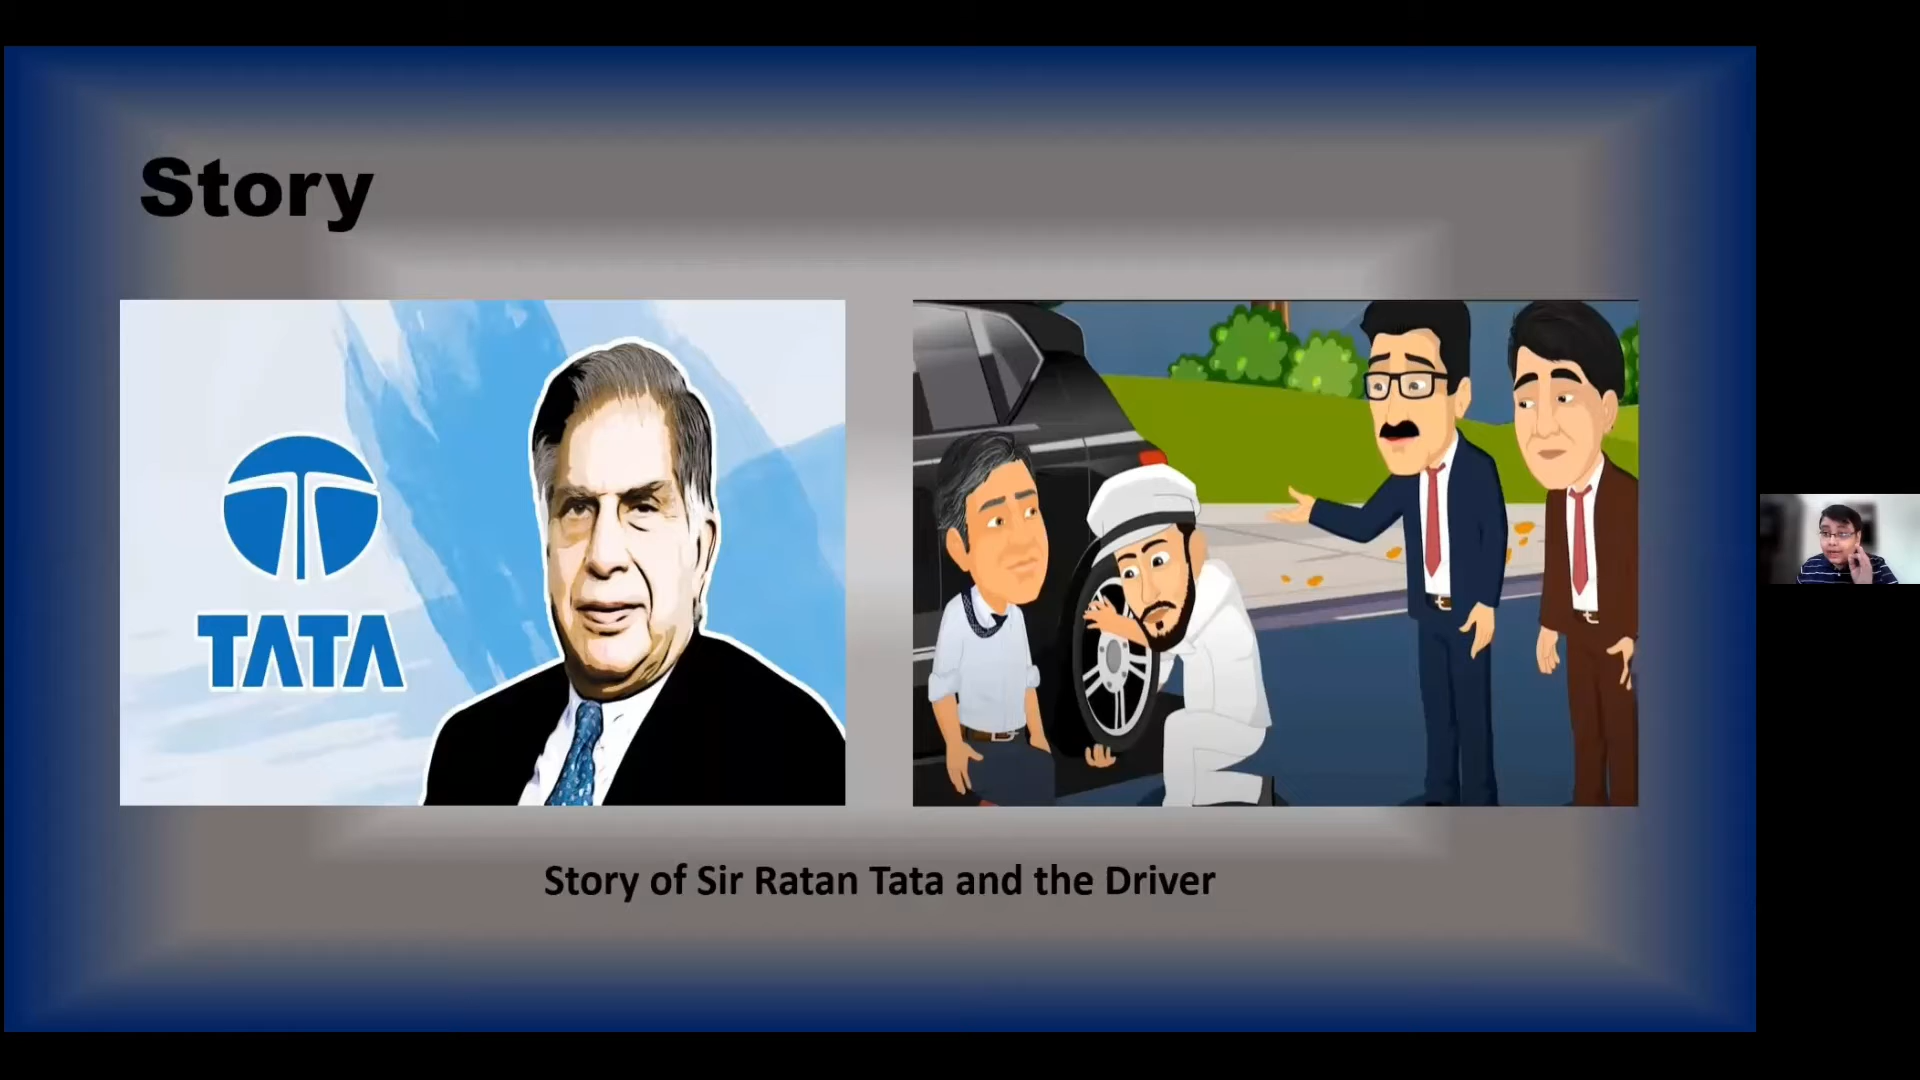 Story
TATA
Story of Sir Ratan Tata and the Driver